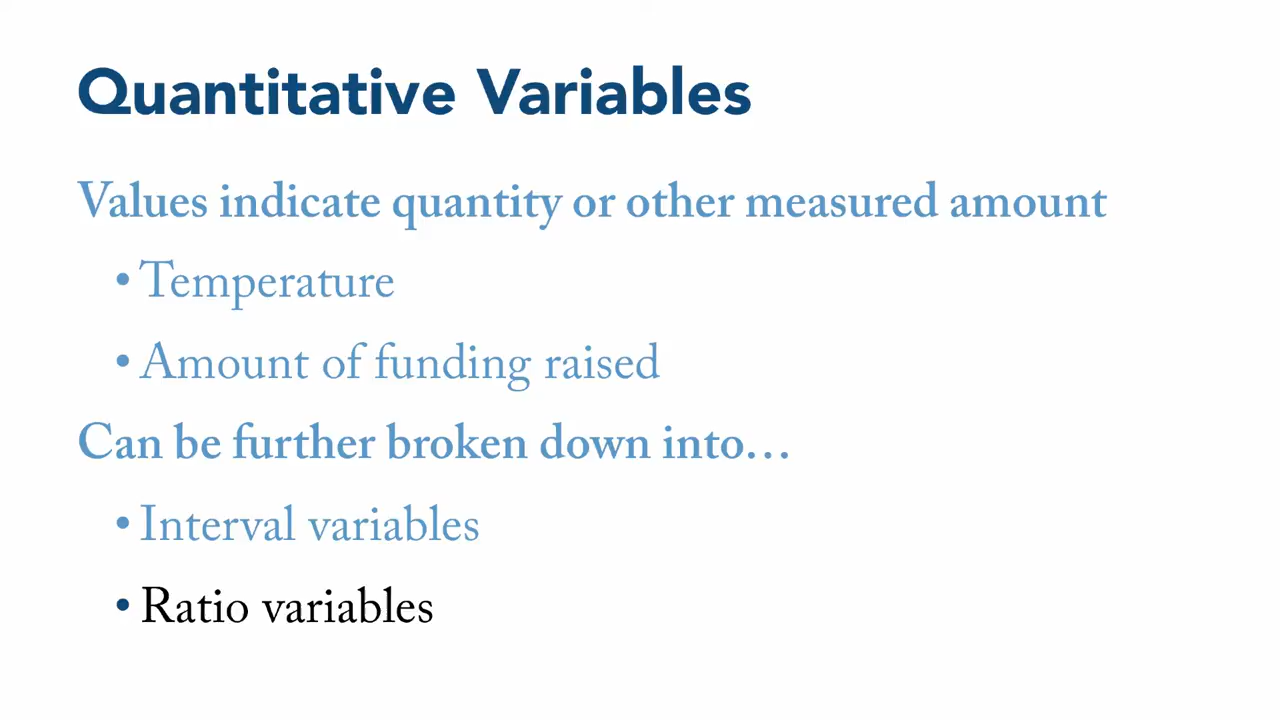 Quantitative Variables
Values indicate quantity or other measured amount
• Temperature
• Amount of funding raised
Can be further broken down into…
• Interval variables
• Ratio variables